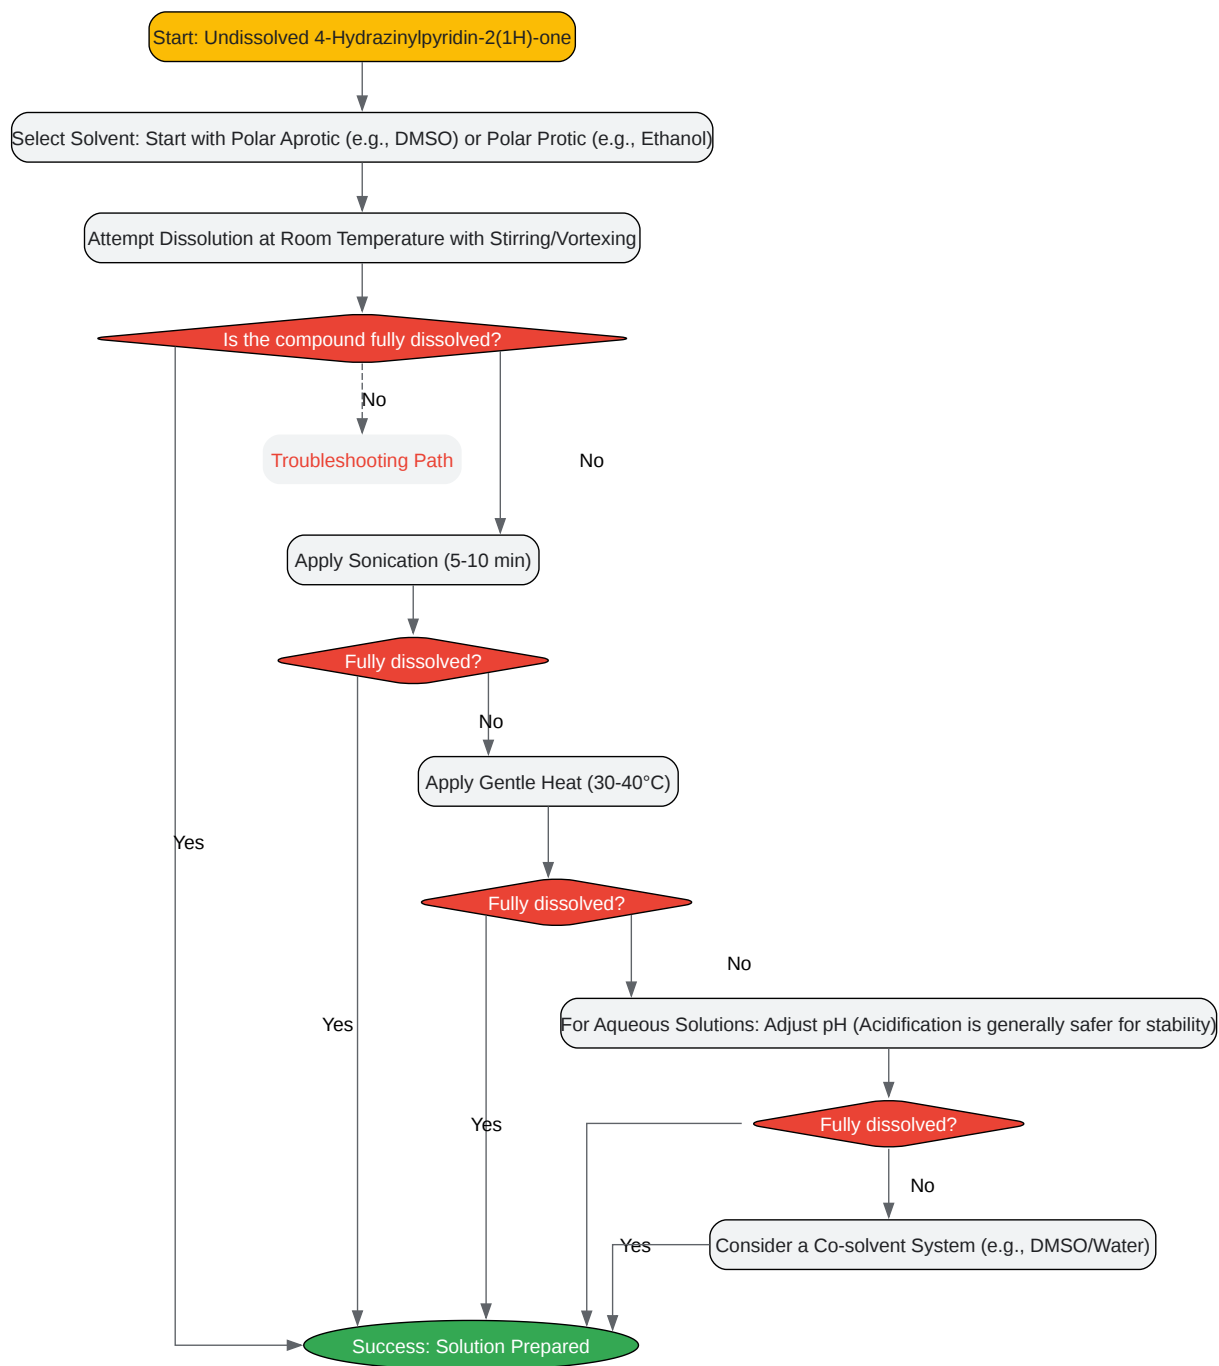 Start: Undissolved 4-Hydrazinylpyridin-2(1H)-one
Select Solvent: Start with Polar Aprotic (e.g., DMSO) or Polar Protic (e.g., Ethanol)
Attempt Dissolution at Room Temperature with Stirring/Vortexing
Is the compound fully dissolved?
No
Troubleshooting Path
No
Apply Sonication (5-10 min)
Fully dissolved?
No
Apply Gentle Heat (30-40°C)
Yes
Fully dissolved?
No
For Aqueous Solutions: Adjust pH (Acidification is generally safer for stability)
Yes
Yes
Fully dissolved?
No
Yes
Consider a Co-solvent System (e.g., DMSO/Water)
Success: Solution Prepared